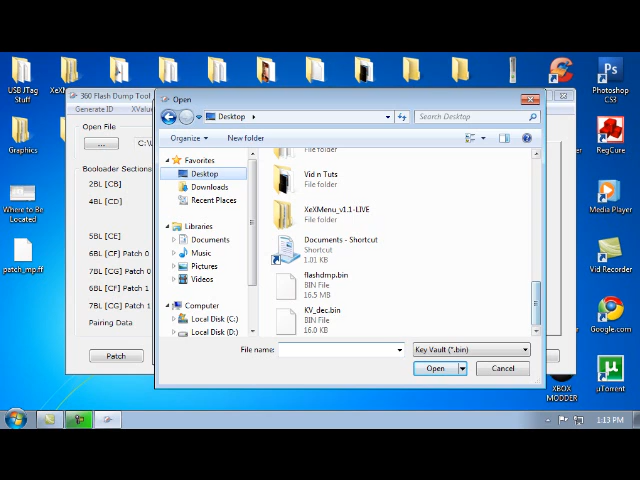 USB JTag
Stuff
XeX
Graphics
Where to Be
Located
patch_mp.ff
Photoshop
CS3
RegCure
Media Player
Vid Recorder
Google.com
µTorrent
XBOX
MODDER
360 Flash Dump Tool
Generate ID
XValue
Open File
...
C:\U
Booloader Sections
2BL [CB]
4BL [CD]
5BL [CE]
6BL [CF] Patch 0
7BL [CG] Patch 0
6BL [CF] Patch 1
7BL [CG] Patch 1
Pairing Data
Patch
Open
Desktop
Search Desktop
Organize
New folder
Favorites
Desktop
Downloads
Recent Places
Libraries
Documents
Music
Pictures
Videos
Computer
Local Disk (C:)
Local Disk (D:)
File folder
Vid n Tuts
File folder
XeXMenu_v1.1-LIVE
File folder
Documents - Shortcut
Shortcut
1.01 KB
flashdmp.bin
BIN File
16.5 MB
KV_dec.bin
BIN File
16.0 KB
File name:
Key Vault (*.bin)
Open
Cancel
1:13 PM